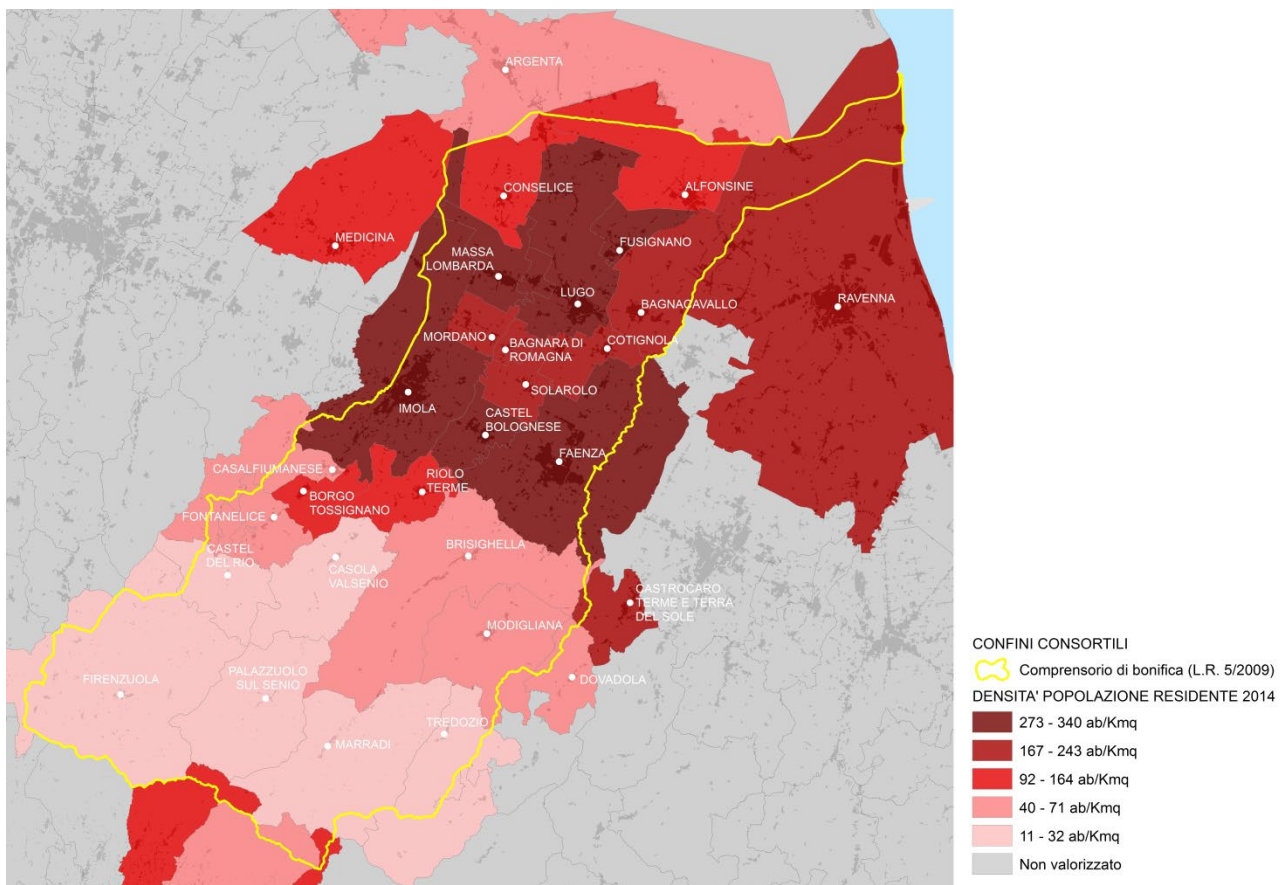 ARGENTA
CONSELICE
ALFONSINE
MEDICINA
FUSIGNANO
MASSA
LOMBARDA
LUGO
BAGNACAVALLO
RAVENNA
MORDANO
BAGNARA DI
ROMAGNA
COTIGNOLA
SOLAROLO
IMOLA
CASTEL
BOLOGNESE
FAENZA
CASALFIUMANESE
RIOLO
TERME
BORGO
TOSSIGNANO
FONTANELICE
CASTEL
DEL RIO
CASOLA
VALSENIO
BRISIGHELLA
CASTROCARO
TERME E TERRA
DEL SOLE
MODIGLIANA
FIRENZUOLA
PALAZZUOLO
SUL SENIO
DOVADOLA
TREDOZIO
MARRADI
CONFINI CONSORTILI
Comprensorio di bonifica (L.R. 5/2009)
DENSITA' POPOLAZIONE RESIDENTE 2014
273 - 340 ab/Kmq
167 - 243 ab/Kmq
92 - 164 ab/Kmq
40 - 71 ab/Kmq
11 - 32 ab/Kmq
Non valorizzato